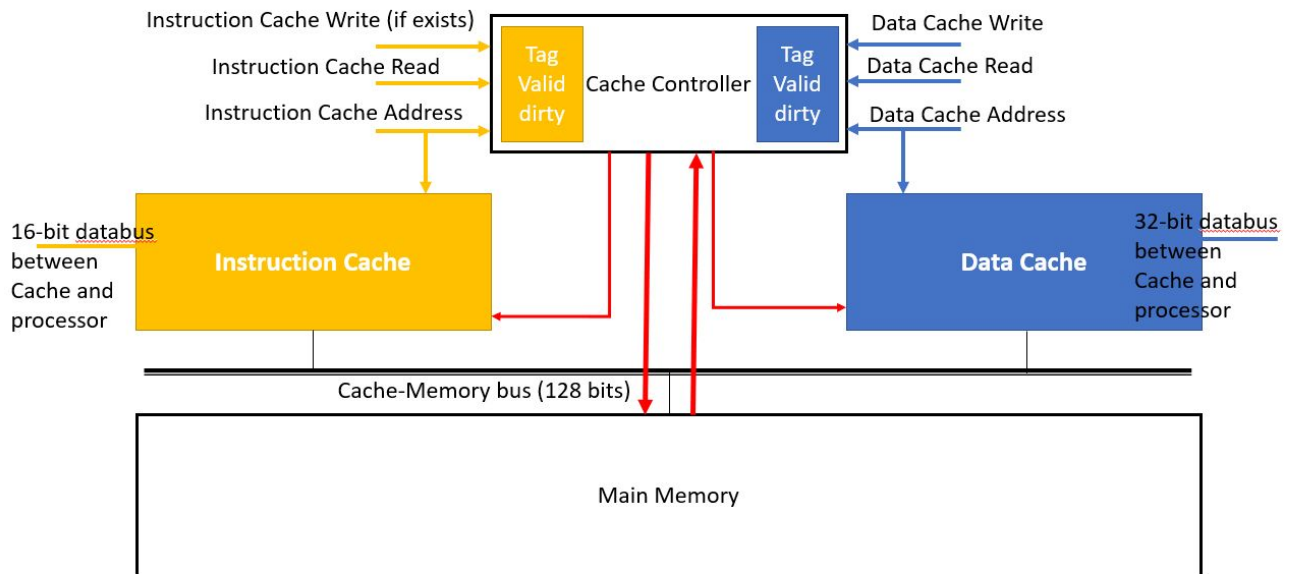 Instruction Cache Write (if exists)
Instruction Cache Read
Instruction Cache Address
Tag
Valid
dirty
Cache Controller
Tag
Valid
dirty
Data Cache Write
Data Cache Read
Data Cache Address
16-bit databus
between
Cache and
processor
Instruction Cache
Data Cache
32-bit databus
between
Cache and
processor
Cache-Memory bus (128 bits)
Main Memory